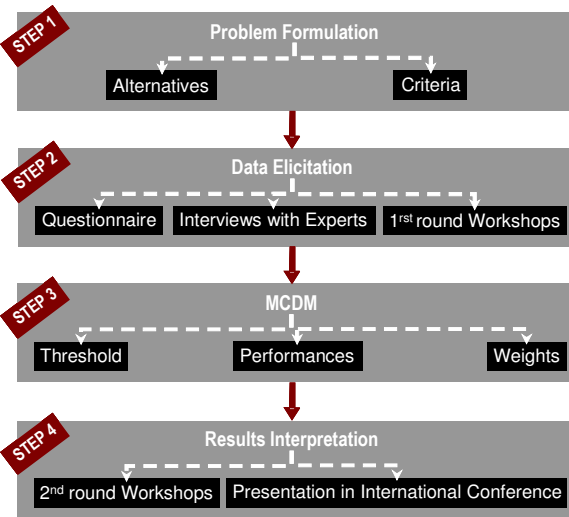 STEP 1
Problem Formulation
Alternatives
Criteria
STEP 2
Data Elicitation
Questionnaire
Interviews with Experts
1rst round Workshops
STEP 3
MCDM
Threshold
Performances
Weights
STEP 4
Results Interpretation
2nd round Workshops
Presentation in International Conference